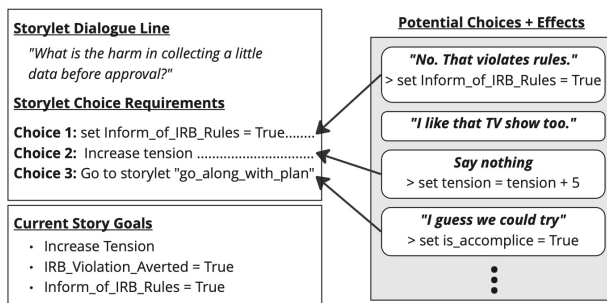 Storylet Dialogue Line
"What is the harm in collecting a little
data before approval?"
Storylet Choice Requirements
Choice 1: set Inform_of_IRB_Rules = True........
Choice 2: Increase tension .................................
Choice 3: Go to storylet "go_along_with_plan"
Current Story Goals
• Increase Tension
• IRB_Violation_Averted = True
• Inform_of_IRB_Rules = True
Potential Choices + Effects
"No. That violates rules."
> set Inform_of_IRB_Rules = True
"I like that TV show too."
Say nothing
> set tension = tension + 5
"I guess we could try"
> set is_accomplice = True